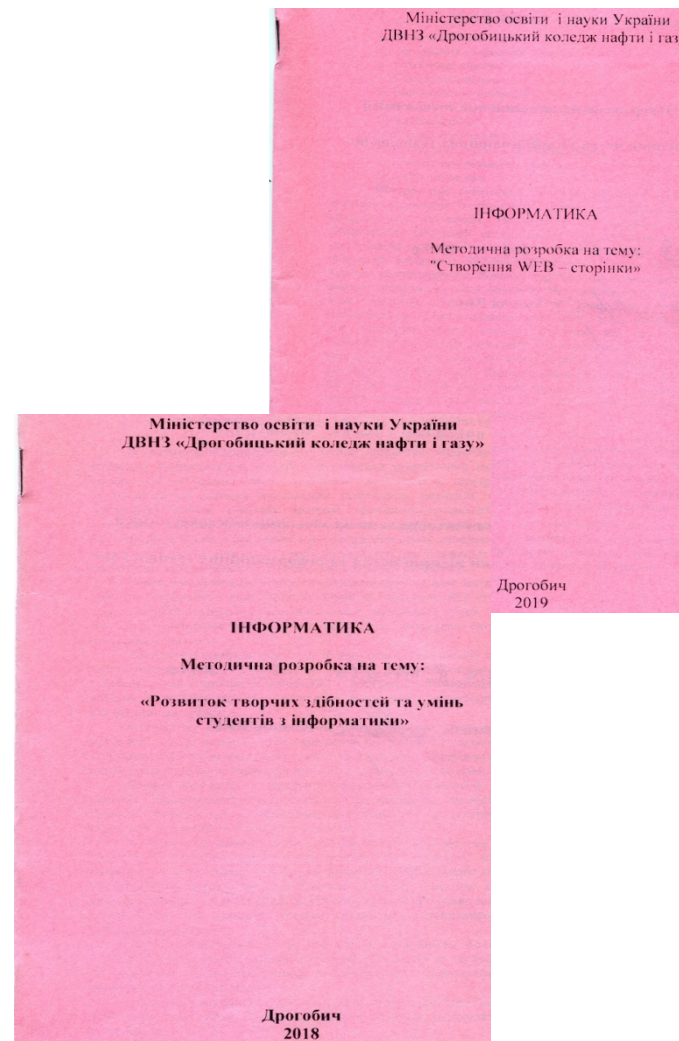 Міністерство освіти і науки України
ДВНЗ «Дрогобицький коледж нафти і газ
ІНФОРМАТИКА
Методична розробка на тему:
"Створення WEB – сторінки»
Дрогобич
2019
Міністерство освіти і науки України
ДВНЗ «Дрогобицький коледж нафти і газу»
ІНФОРМАТИКА
Методична розробка на тему:
«Розвиток творчих здібностей та умінь
студентів з інформатики»
Дрогобич
2018